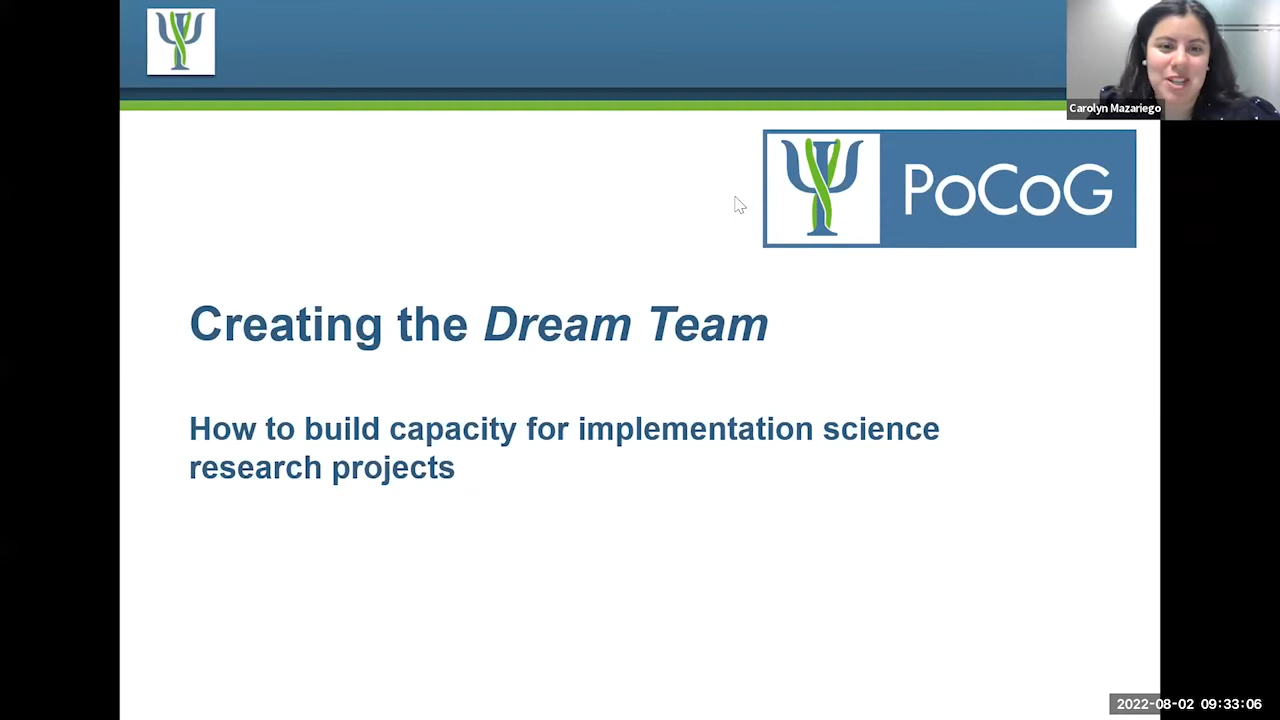 Carolyn Mazariego
PoCoG
Creating the Dream Team
How to build capacity for implementation science
research projects
2022-08-02 09:33:06